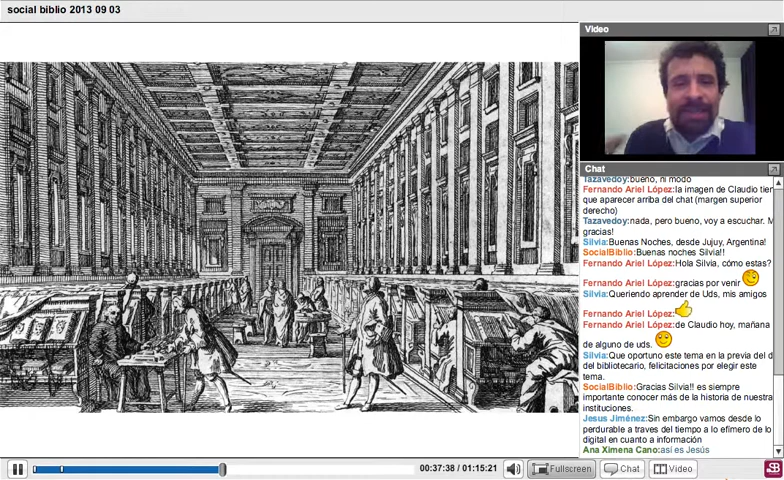 social biblio 2013 09 03
Video
Chat
Tazavedoy:bueno, ni modo
Fernando Ariel López:la imagen de Claudio tien
que aparecer arriba del chat (margen superior
derecho)
Tazavedoy:nada, pero bueno, voy a escuchar. M
gracias!
Silvia:Buenas Noches, desde Jujuy, Argentina!
SocialBiblio:Buenas noches Silvia!!
Fernando Ariel López:Hola Silvia, cómo estas?
Fernando Ariel López:gracias por venir
Silvia:Queriendo aprender de Uds, mis amigos
Fernando Ariel López:
Fernando Ariel López:de Claudio hoy, mañana
de alguno de uds.
Silvia:Que oportuno este tema en la previa del d
del bibliotecario, felicitaciones por elegir este
tema.
SocialBiblio:Gracias Silvia!! es siempre
importante conocer más de la historia de nuestra
instituciones.
Jesus Jiménez:Sin embargo vamos desde lo
perdurable a traves del tiempo a lo efímero de lo
digital en cuanto a información
Ana Ximena Cano:así es Jesús
00:37:38 / 01:15:21
Fullscreen
Chat
Video
SB